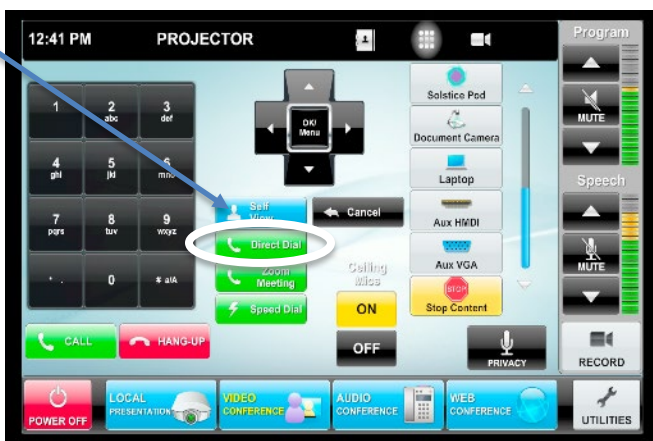 12:41 PM PROJECTOR
Program
1
2
abc
3
def
4
ghi
5
jkl
6
mno
7
pqrs
8
tuv
9
wxyz
* .
0
# a/A
CALL
HANG-UP
OK/
Menu
Self
View
Cancel
Direct Dial
Zoom
Meeting
Speed Dial
Ceiling
Mics
ON
OFF
Solstice Pod
Document Camera
Laptop
Aux HDMI
Aux VGA
STOP
Stop Content
PRIVACY
MUTE
Speech
MUTE
RECORD
POWER OFF
LOCAL
PRESENTATION
VIDEO
CONFERENCE
AUDIO
CONFERENCE
WEB
CONFERENCE
UTILITIES